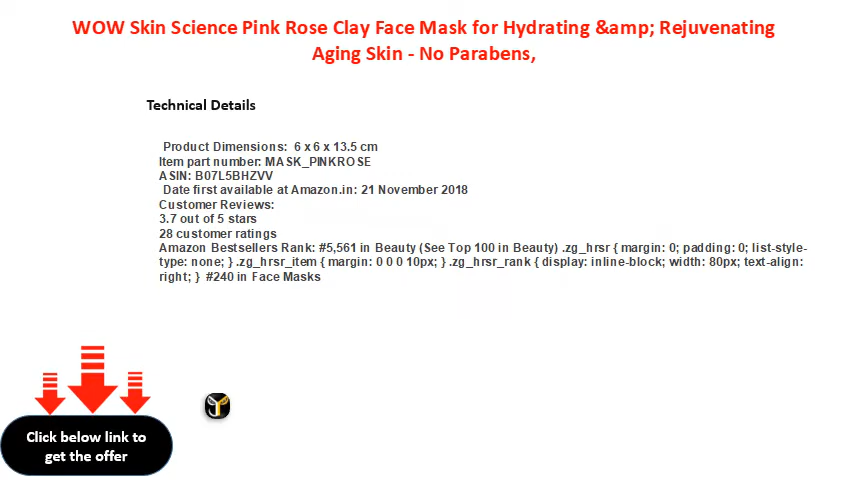 WOW Skin Science Pink Rose Clay Face Mask for Hydrating &amp; Rejuvenating
Aging Skin - No Parabens,
Technical Details
Product Dimensions:  6 x 6 x 13.5 cm
Item part number: MASK_PINKROSE
ASIN: B07L5BHZVV
Date first available at Amazon.in: 21 November 2018
Customer Reviews:
3.7 out of 5 stars
28 customer ratings
Amazon Bestsellers Rank: #5,561 in Beauty (See Top 100 in Beauty) .zg_hrsr { margin: 0; padding: 0; list-style-
type: none; } .zg_hrsr_item { margin: 0 0 0 10px; } .zg_hrsr_rank { display: inline-block; width: 80px; text-align:
right; }  #240 in Face Masks
Click below link to
get the offer